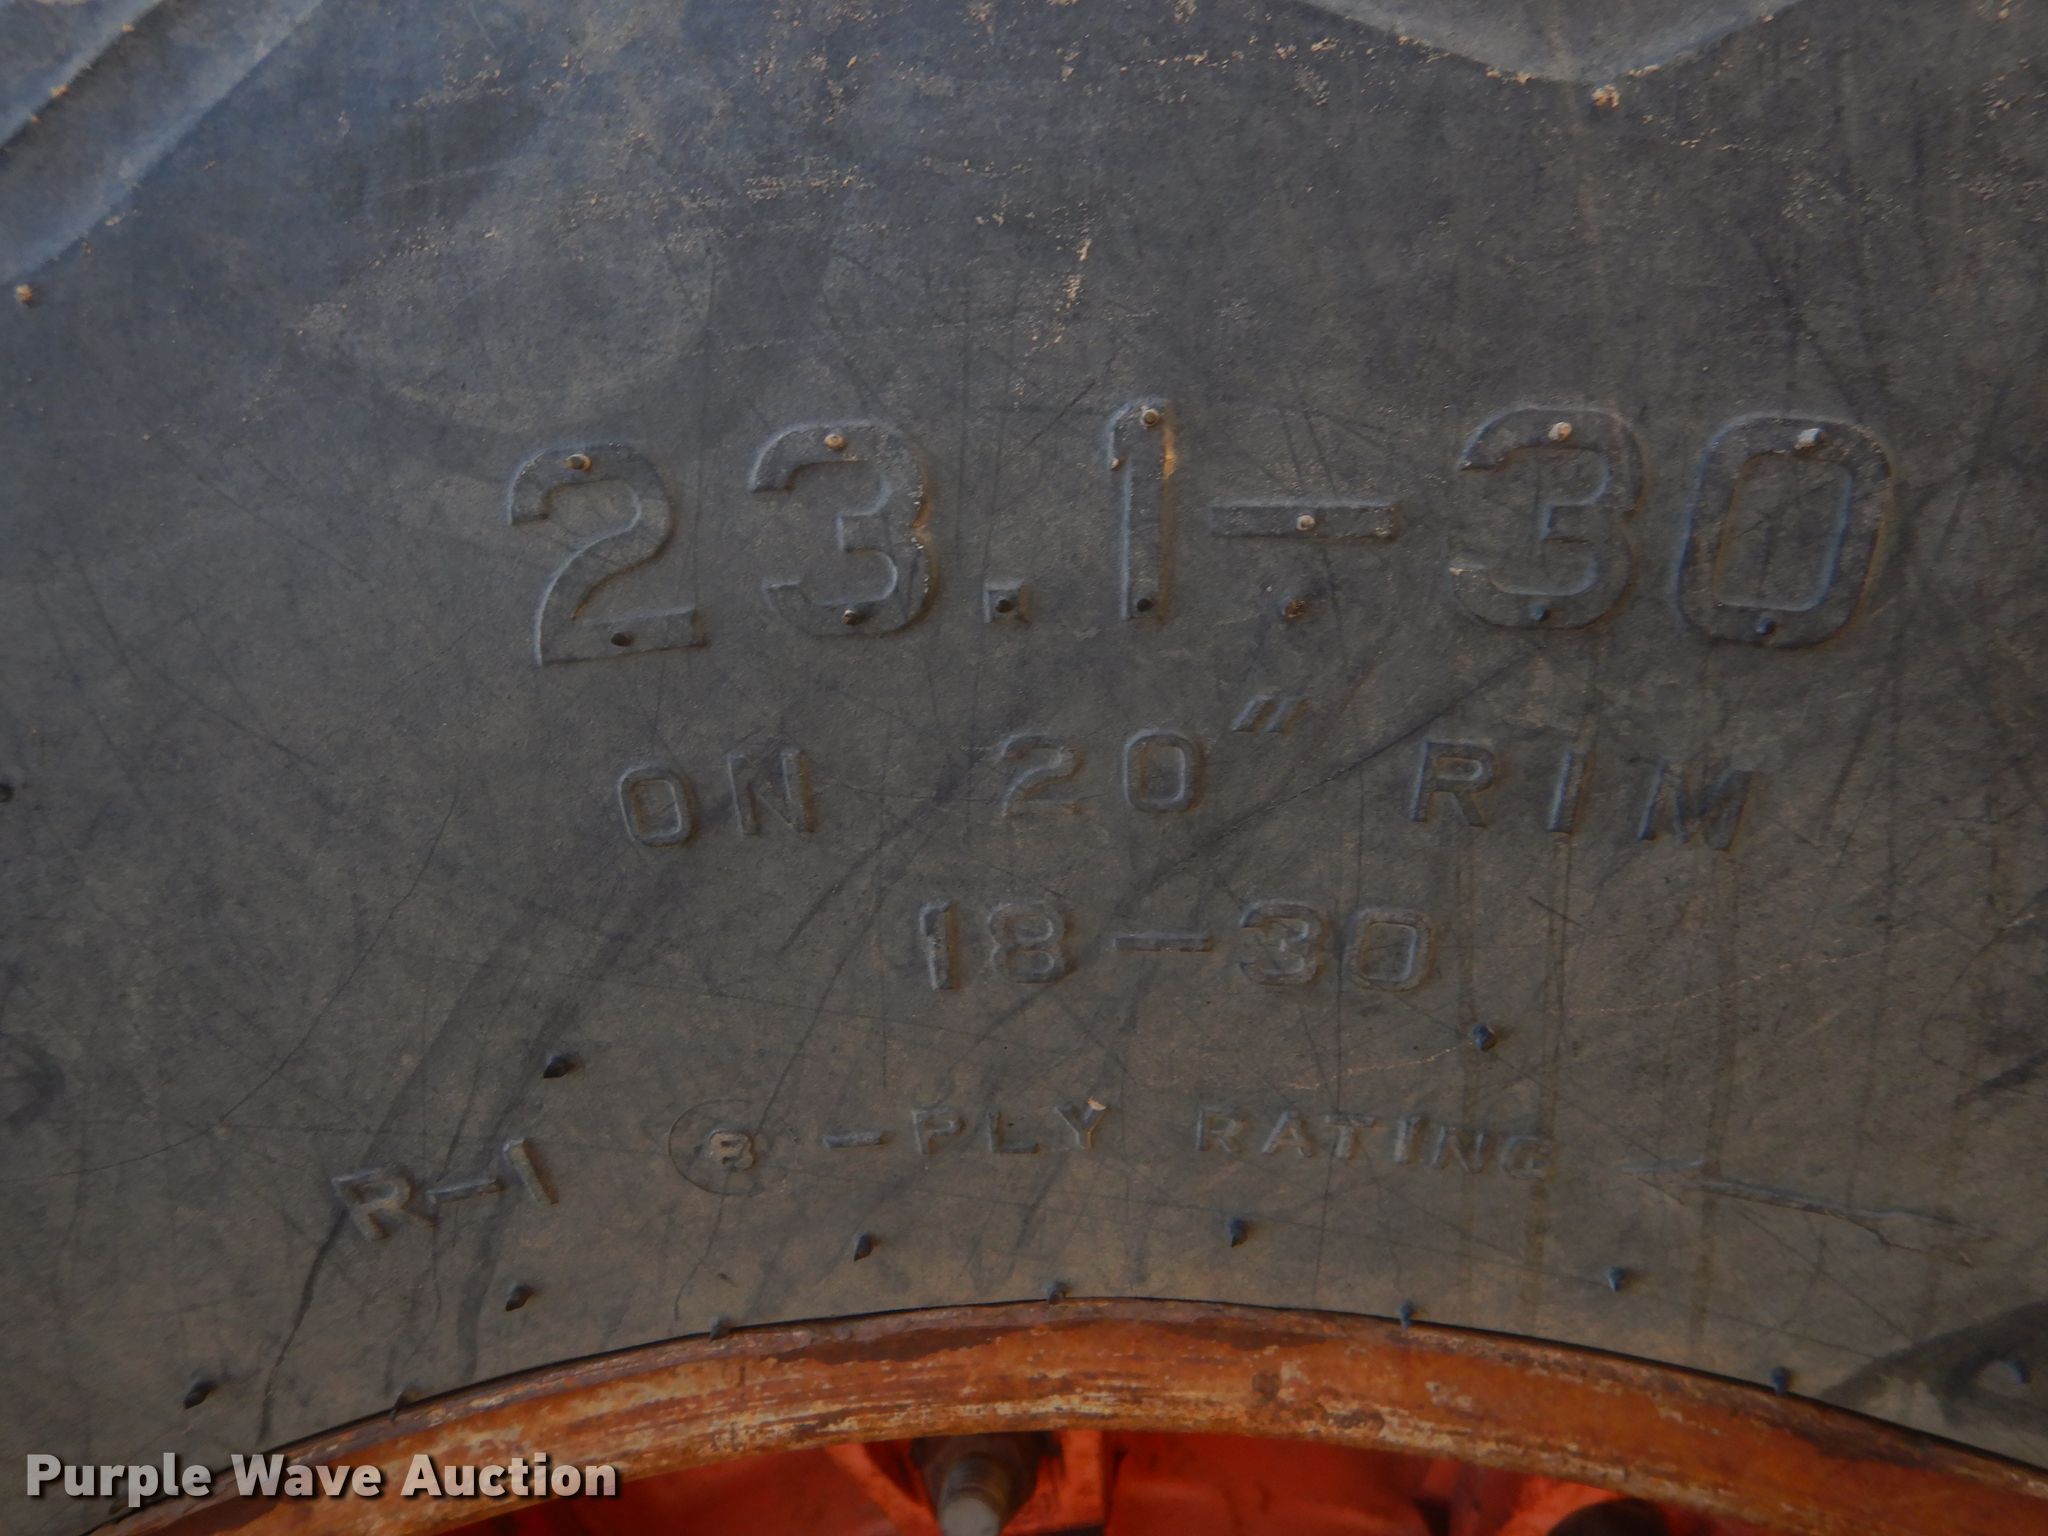 23.1-30
ON 20" RIM
18-30
R-1 8-PLY RATING
Purple Wave Auction